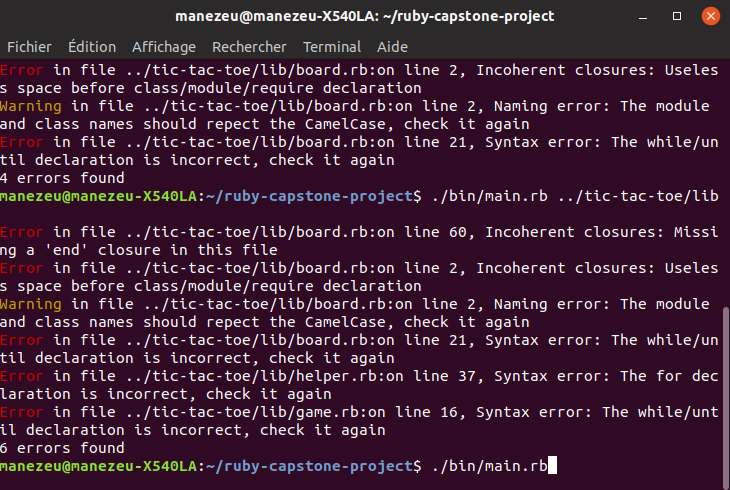 manezeu@manezeu-X540LA: ~/ruby-capstone-project
Fichier Édition Affichage Rechercher Terminal Aide
Error in file ../tic-tac-toe/lib/board.rb:on line 2, Incoherent closures: Useles
s space before class/module/require declaration
Warning in file ../tic-tac-toe/lib/board.rb:on line 2, Naming error: The module
and class names should repect the CamelCase, check it again
Error in file ../tic-tac-toe/lib/board.rb:on line 21, Syntax error: The while/un
til declaration is incorrect, check it again
4 errors found
manezeu@manezeu-X540LA:~/ruby-capstone-project$ ./bin/main.rb ../tic-tac-toe/lib
Error in file ../tic-tac-toe/lib/board.rb:on line 60, Incoherent closures: Missi
ng a 'end' closure in this file
Error in file ../tic-tac-toe/lib/board.rb:on line 2, Incoherent closures: Useles
s space before class/module/require declaration
Warning in file ../tic-tac-toe/lib/board.rb:on line 2, Naming error: The module
and class names should repect the CamelCase, check it again
Error in file ../tic-tac-toe/lib/board.rb:on line 21, Syntax error: The while/un
til declaration is incorrect, check it again
Error in file ../tic-tac-toe/lib/helper.rb:on line 37, Syntax error: The for dec
laration is incorrect, check it again
Error in file ../tic-tac-toe/lib/game.rb:on line 16, Syntax error: The while/unt
il declaration is incorrect, check it again
6 errors found
manezeu@manezeu-X540LA:~/ruby-capstone-project$ ./bin/main.rb